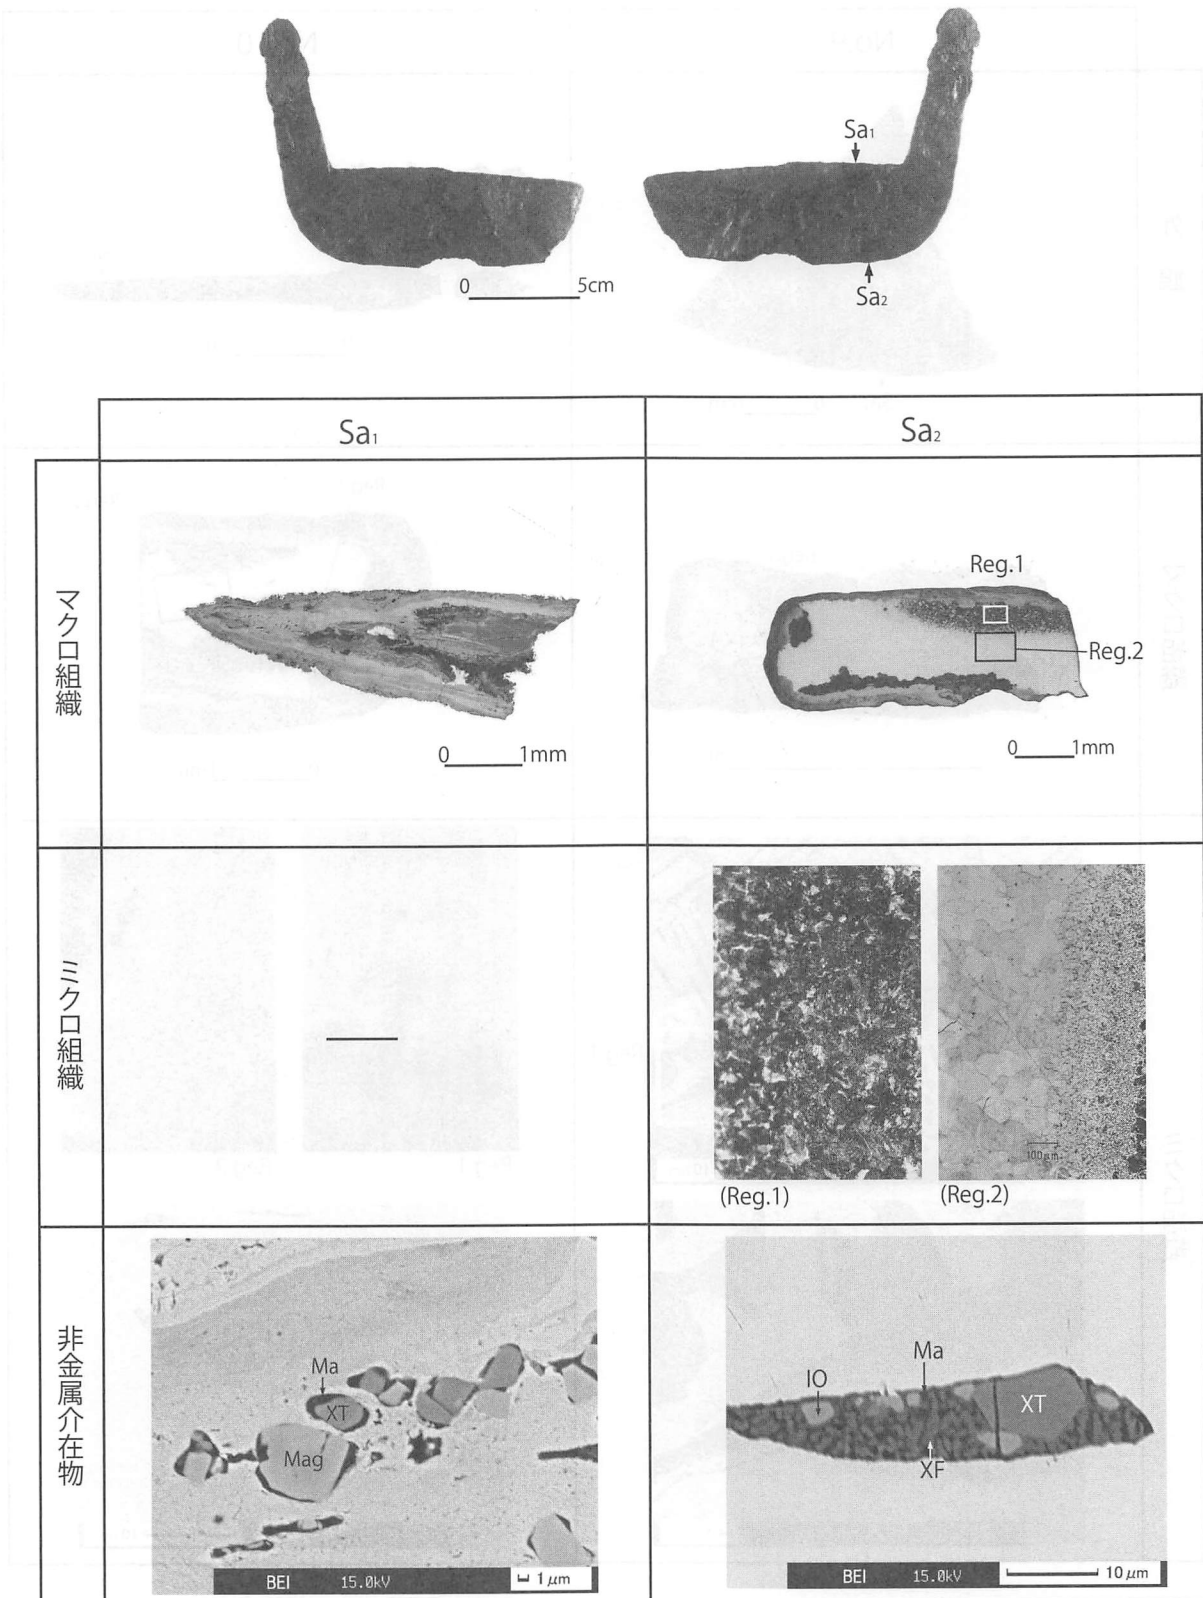 Sa₁
0 5cm
Sa₂
Sa₁
Sa₂
マクロ組織
0 1mm
Reg.1
Reg.2
0 1mm
ミクロ組織
100μm
(Reg.1)
(Reg.2)
非金属介在物
Ma
XT
Mag
BEI 15.0kV 1μm
IO
Ma
XT
XF
BEI 15.0kV 10μm